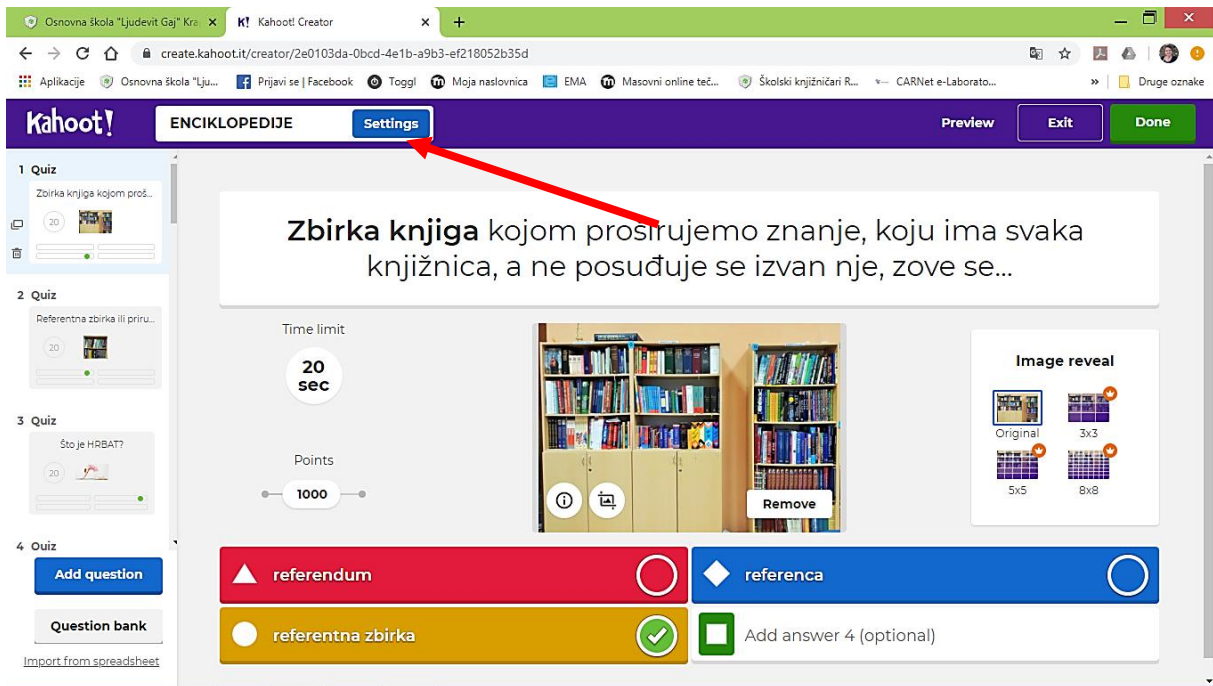 Osnovna škola "Ljudevit Gaj" Kra
Kahoot! Creator
create.kahoot.it/creator/2e0103da-0bcd-4e1b-a9b3-ef218052b35d
Aplikacije
Osnovna škola "Lju...
Prijavi se | Facebook
Toggl
Moja naslovnica
EMA
Masovni online teč...
Školski knjižničari R...
CARNet e-Laborato...
»
Druge oznake
Kahoot!
ENCIKLOPEDIJE
Settings
Preview
Exit
Done
1 Quiz
Zbirka knjiga kojom proš...
20
2 Quiz
Referentna zbirka ili priru...
20
3 Quiz
Što je HRBAT?
20
4 Quiz
Add question
Question bank
Import from spreadsheet
Zbirka knjiga kojom proširujemo znanje, koju ima svaka
knjižnica, a ne posuđuje se izvan nje, zove se...
Time limit
20
sec
Points
1000
Remove
Image reveal
Original
3x3
5x5
8x8
referendum
referenca
referentna zbirka
Add answer 4 (optional)